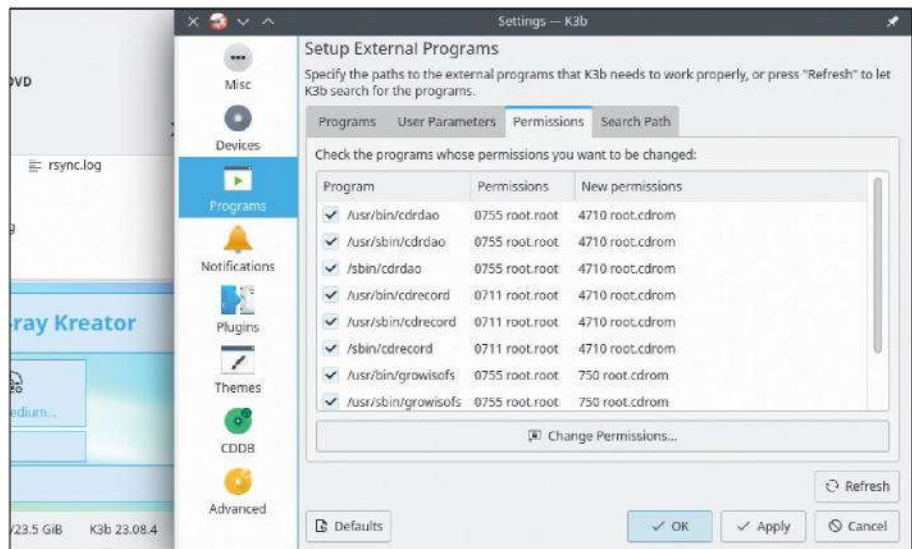 Settings — K3b
DVD
rsync.log
ray Kreator
edium...
/23.5 GiB K3b 23.08.4
Misc
Devices
Programs
Notifications
Plugins
Themes
CDDB
Advanced
Setup External Programs
Specify the paths to the external programs that K3b needs to work properly, or press "Refresh" to let
K3b search for the programs.
Programs User Parameters Permissions Search Path
Check the programs whose permissions you want to be changed:
Program Permissions New permissions
/usr/bin/cdrdao 0755 root.root 4710 root.cdrom
/usr/sbin/cdrdao 0755 root.root 4710 root.cdrom
/sbin/cdrdao 0755 root.root 4710 root.cdrom
/usr/bin/cdrecord 0711 root.root 4710 root.cdrom
/usr/sbin/cdrecord 0711 root.root 4710 root.cdrom
/sbin/cdrecord 0711 root.root 4710 root.cdrom
/usr/bin/growisofs 0755 root.root 750 root.cdrom
/usr/sbin/growisofs 0755 root.root 750 root.cdrom
Change Permissions...
Refresh
Defaults OK Apply Cancel